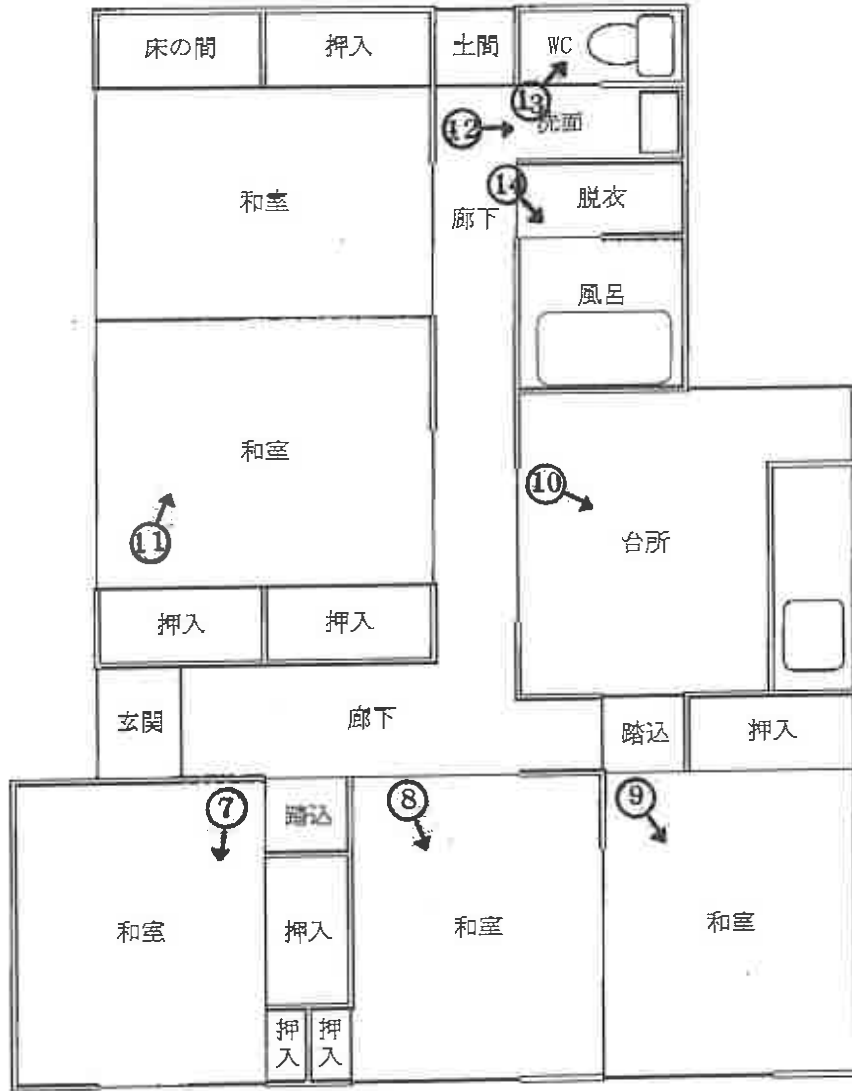 床の間
押入
土間
WC
⑬
⑫
洗面
和室
⑭
脱衣
廊下
風呂
和室
⑩
⑪
台所
押入
押入
玄関
廊下
踏込
押入
⑦
踏込
⑧
⑨
和室
押入
和室
和室
押入
押入